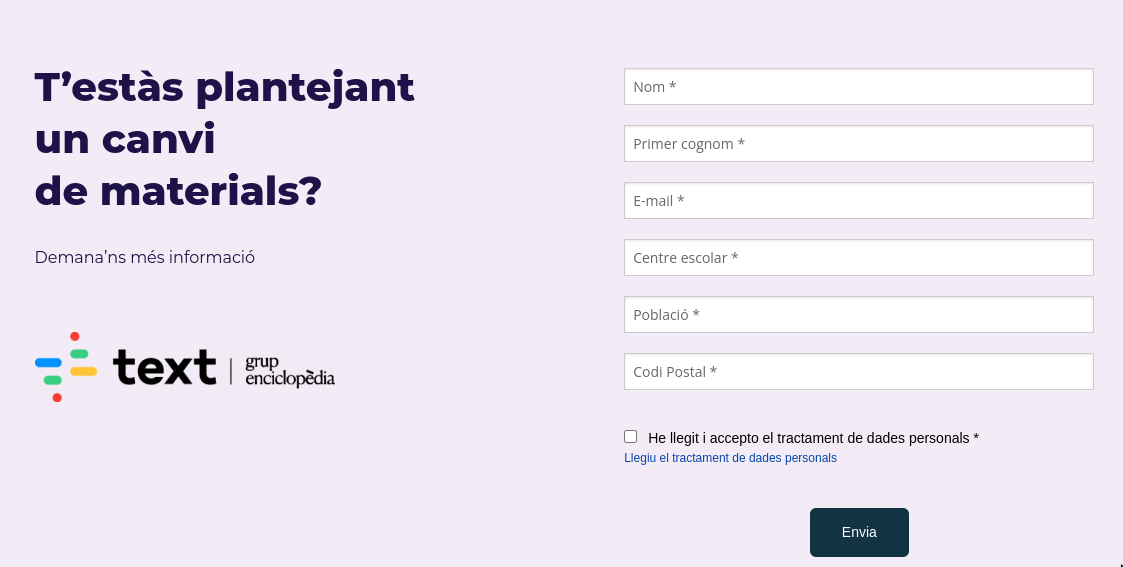 T’estàs plantejant
un canvi
de materials?
Demana’ns més informació
text | grup
enciclopèdia
Nom *
Primer cognom *
E-mail *
Centre escolar *
Població *
Codi Postal *
He llegit i accepto el tractament de dades personals *
Llegiu el tractament de dades personals
Envia